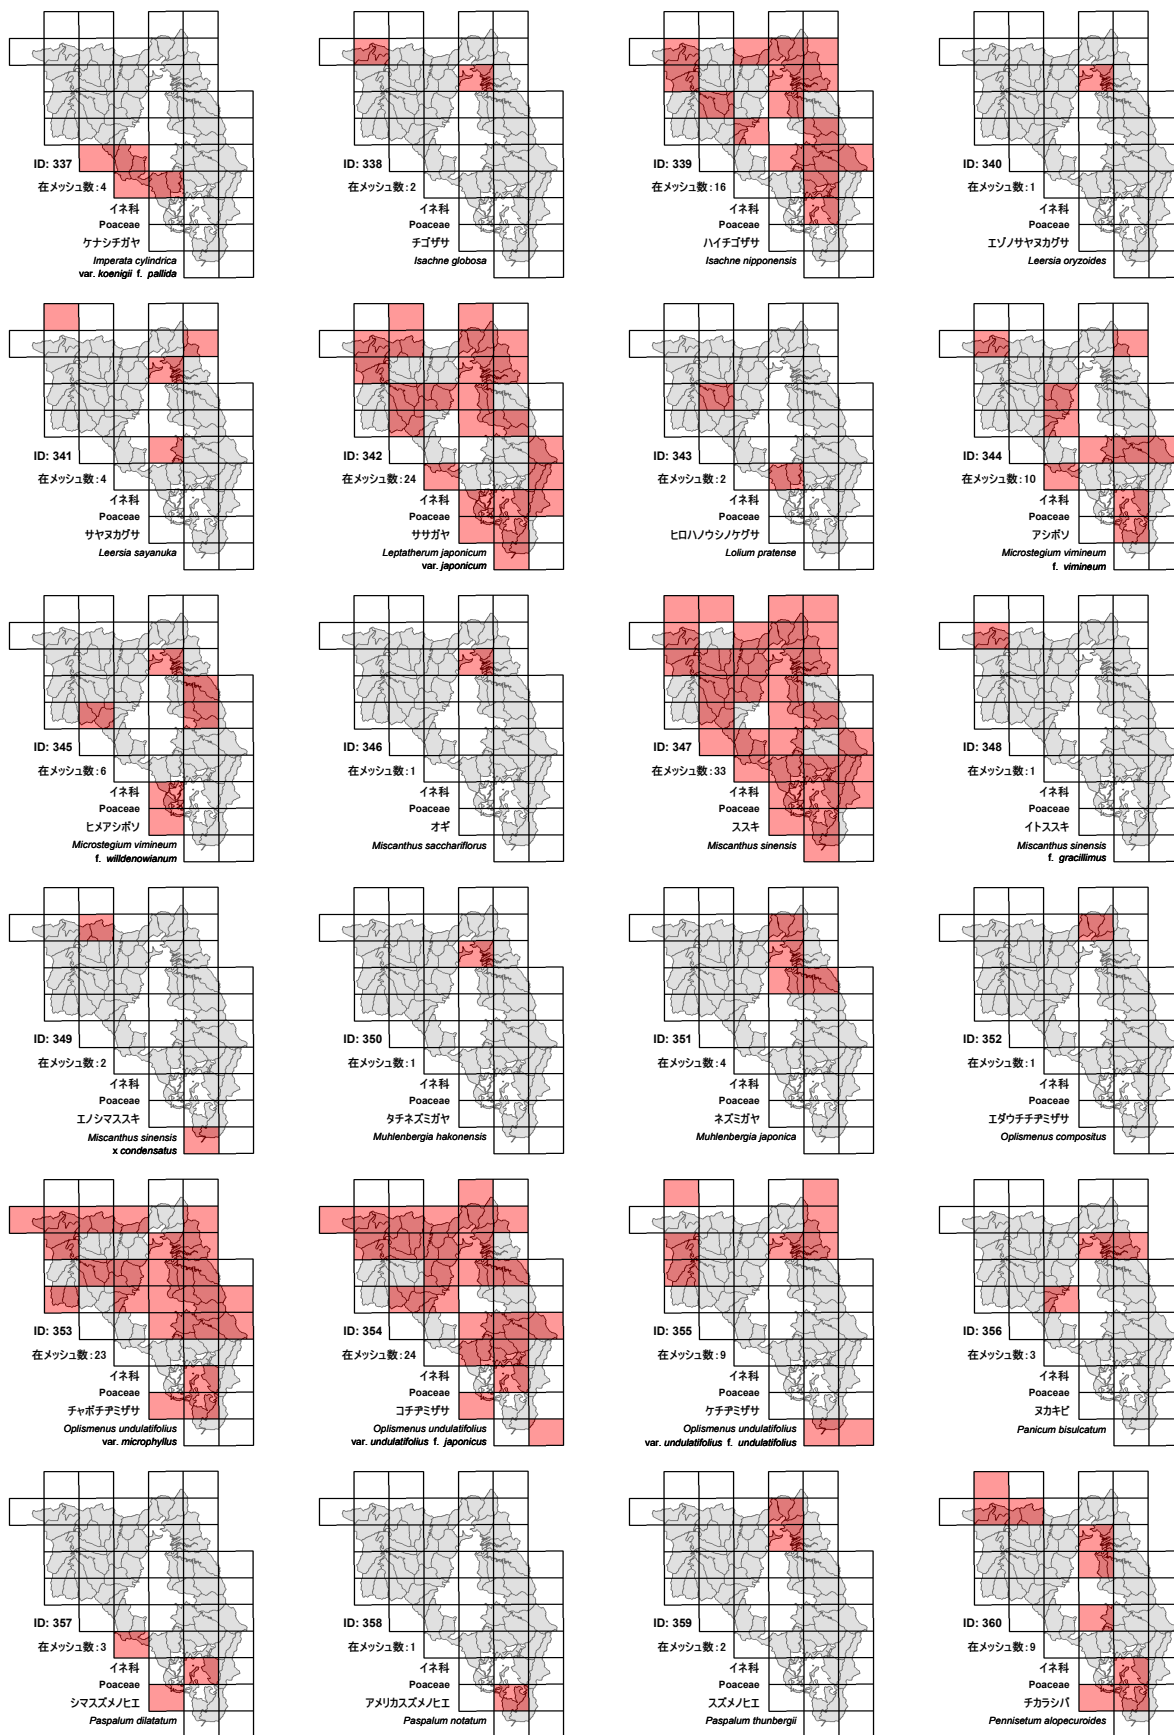 ID: 337
在メッシュ数:4
イネ科
Poaceae
ケナシチガヤ
Imperata cylindrica
var. koenigii f. pallida
ID: 338
在メッシュ数:2
イネ科
Poaceae
チゴザサ
Isachne globosa
ID: 339
在メッシュ数:16
イネ科
Poaceae
ハイチゴザサ
Isachne nipponensis
ID: 340
在メッシュ数:1
イネ科
Poaceae
エゾノサヤヌカグサ
Leersia oryzoides
ID: 341
在メッシュ数:4
イネ科
Poaceae
サヤヌカグサ
Leersia sayanuka
ID: 342
在メッシュ数:24
イネ科
Poaceae
ササガヤ
Leptatherum japonicum
var. japonicum
ID: 343
在メッシュ数:2
イネ科
Poaceae
ヒロハノウシノケグサ
Lolium pratense
ID: 344
在メッシュ数:10
イネ科
Poaceae
アシボソ
Microstegium vimineum
f. vimineum
ID: 345
在メッシュ数:6
イネ科
Poaceae
ヒメアシボソ
Microstegium vimineum
f. willdenowianum
ID: 346
在メッシュ数:1
イネ科
Poaceae
オギ
Miscanthus sacchariflorus
ID: 347
在メッシュ数:33
イネ科
Poaceae
ススキ
Miscanthus sinensis
ID: 348
在メッシュ数:1
イネ科
Poaceae
イトススキ
Miscanthus sinensis
f. gracillimus
ID: 349
在メッシュ数:2
イネ科
Poaceae
エノシマススキ
Miscanthus sinensis
x condensatus
ID: 350
在メッシュ数:1
イネ科
Poaceae
タチネズミガヤ
Muhlenbergia hakonensis
ID: 351
在メッシュ数:4
イネ科
Poaceae
ネズミガヤ
Muhlenbergia japonica
ID: 352
在メッシュ数:1
イネ科
Poaceae
エダウチチヂミザサ
Oplismenus compositus
ID: 353
在メッシュ数:23
イネ科
Poaceae
チャボチヂミザサ
Oplismenus undulatifolius
var. microphyllus
ID: 354
在メッシュ数:24
イネ科
Poaceae
コチヂミザサ
Oplismenus undulatifolius
var. undulatifolius f. japonicus
ID: 355
在メッシュ数:9
イネ科
Poaceae
ケチヂミザサ
Oplismenus undulatifolius
var. undulatifolius f. undulatifolius
ID: 356
在メッシュ数:3
イネ科
Poaceae
ヌカキビ
Panicum bisulcatum
ID: 357
在メッシュ数:3
イネ科
Poaceae
シマスズメノヒエ
Paspalum dilatatum
ID: 358
在メッシュ数:1
イネ科
Poaceae
アメリカスズメノヒエ
Paspalum notatum
ID: 359
在メッシュ数:2
イネ科
Poaceae
スズメノヒエ
Paspalum thunbergii
ID: 360
在メッシュ数:9
イネ科
Poaceae
チカラシバ
Pennisetum alopecuroides